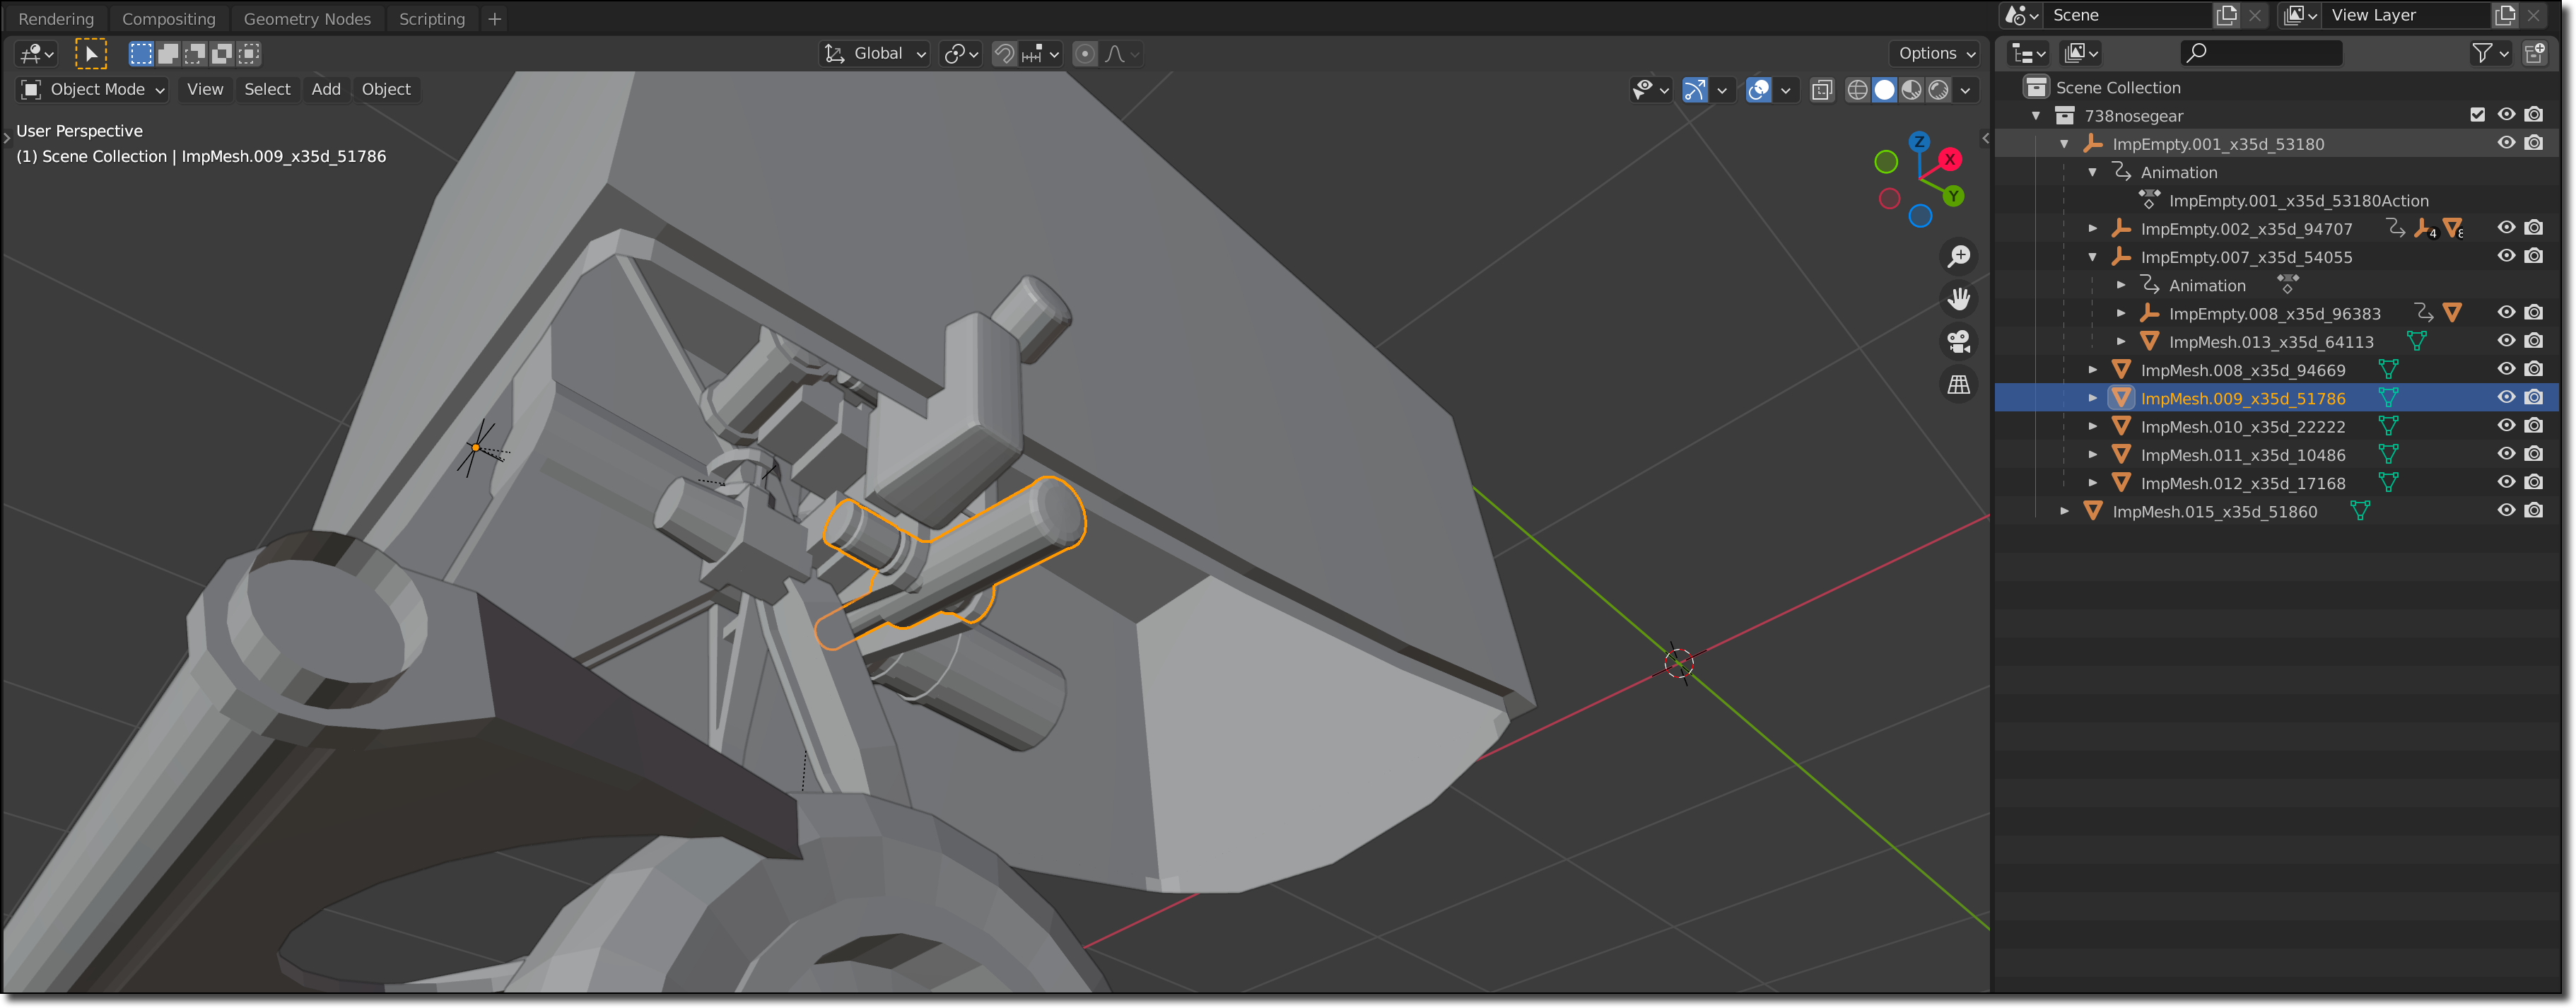 Rendering Compositing Geometry Nodes Scripting +
Scene View Layer
Global Options
Object Mode View Select Add Object
User Perspective
(1) Scene Collection | ImpMesh.009_x35d_51786
Z
X
Y
Scene Collection
738nosegear
ImpEmpty.001_x35d_53180
Animation
ImpEmpty.001_x35d_53180Action
ImpEmpty.002_x35d_94707 4 8
ImpEmpty.007_x35d_54055
Animation
ImpEmpty.008_x35d_96383
ImpMesh.013_x35d_64113
ImpMesh.008_x35d_94669
ImpMesh.009_x35d_51786
ImpMesh.010_x35d_22222
ImpMesh.011_x35d_10486
ImpMesh.012_x35d_17168
ImpMesh.015_x35d_51860